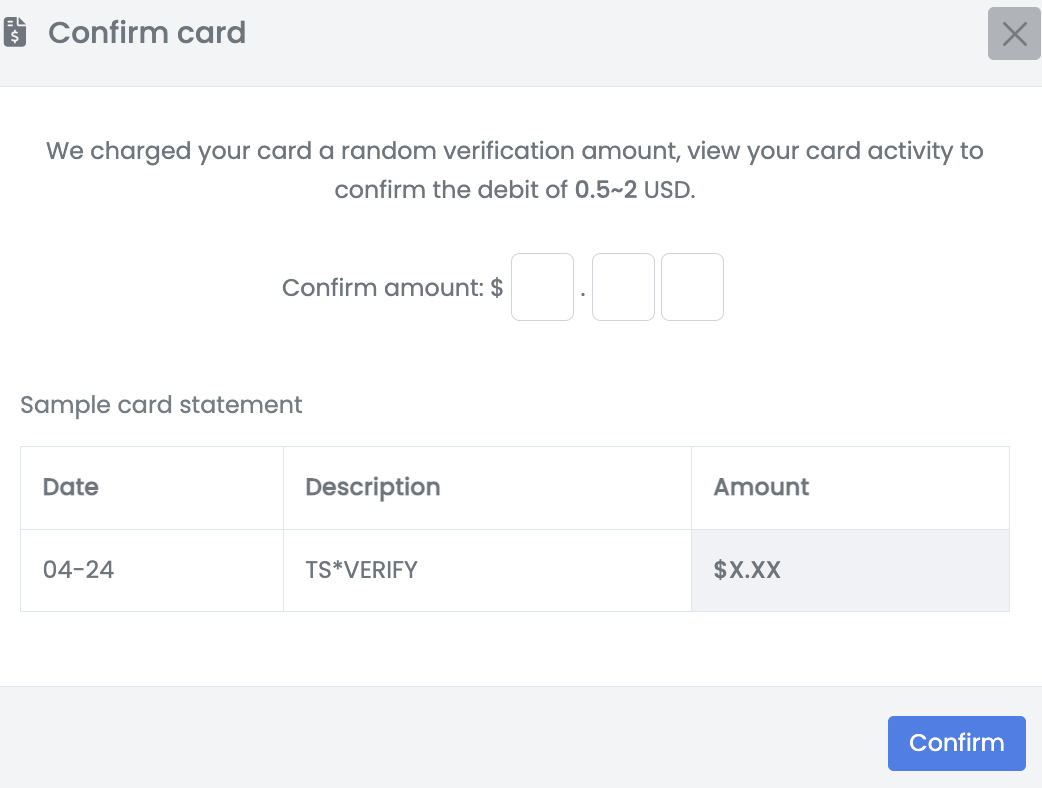 Confirm card
We charged your card a random verification amount, view your card activity to
confirm the debit of 0.5~2 USD.
Confirm amount: $ .
Sample card statement
Date Description Amount
04-24 TS*VERIFY $X.XX
Confirm